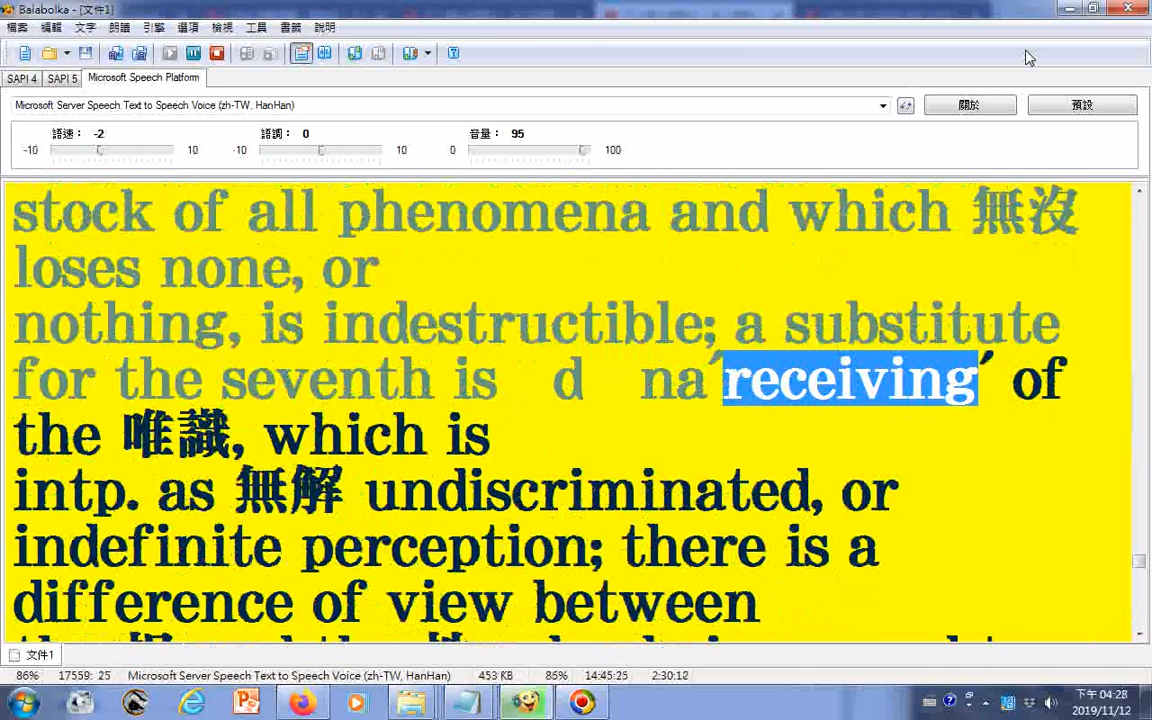 Balabolka - [文件1]
檔案 編輯 文字 朗讀 引擎 選項 檢視 工具 書籤 說明
SAPI 4 SAPI 5 Microsoft Speech Platform
Microsoft Server Speech Text to Speech Voice (zh-TW, HanHan) 關於 預設
語速： -2 語調： 0 音量： 95
-10 10 -10 10 0 100
stock of all phenomena and which 無沒
loses none, or
nothing, is indestructible; a substitute
for the seventh is d na´receiving´ of
the 唯識, which is
intp. as 無解 undiscriminated, or
indefinite perception; there is a
difference of view between
文件1
86% 17559: 25 Microsoft Server Speech Text to Speech Voice (zh-TW, HanHan) 453 KB 86% 14:45:25 2:30:18
下午 04:28
2019/11/12